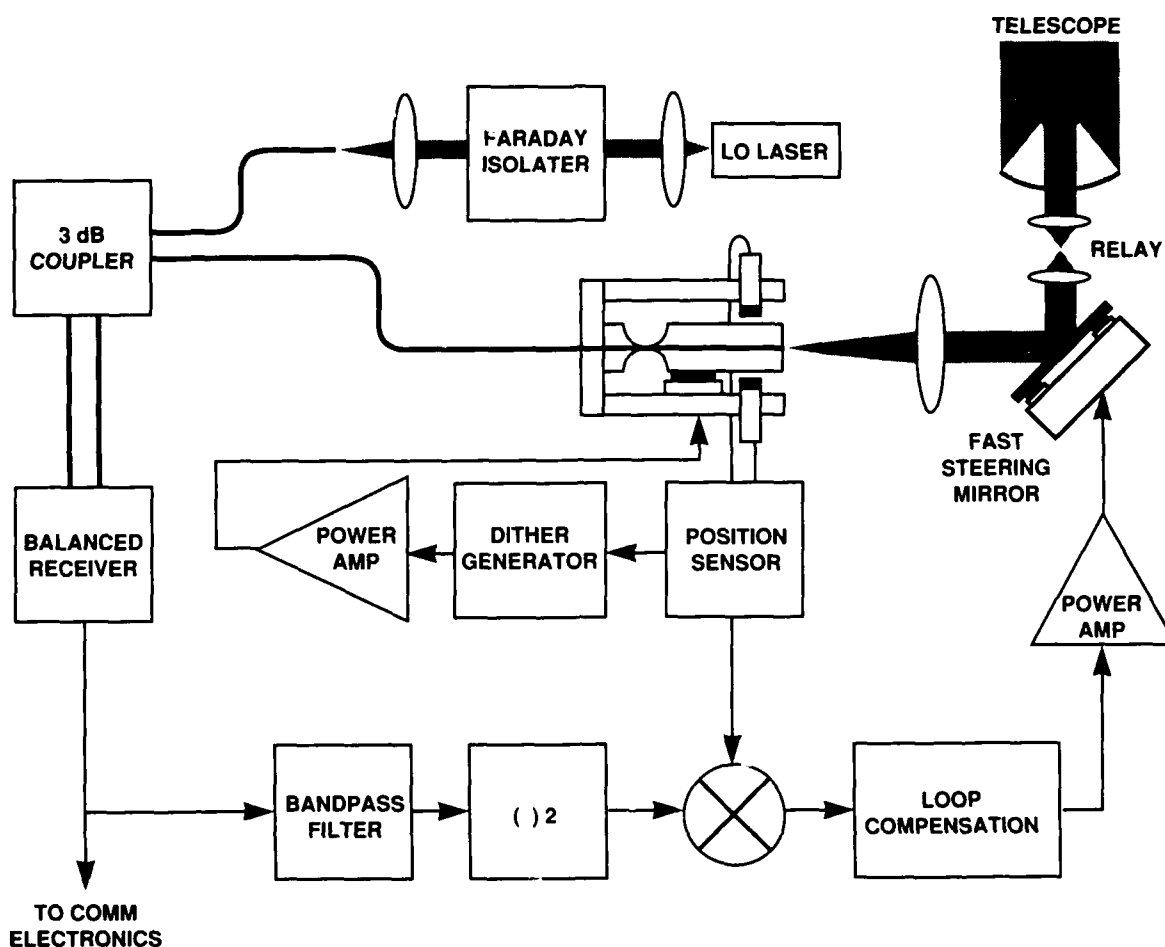 TELESCOPE
FARADAY
ISOLATER
LO LASER
3 dB
COUPLER
RELAY
FAST
STEERING
MIRROR
BALANCED
RECEIVER
POWER
AMP
DITHER
GENERATOR
POSITION
SENSOR
POWER
AMP
BANDPASS
FILTER
( ) 2
LOOP
COMPENSATION
TO COMM
ELECTRONICS